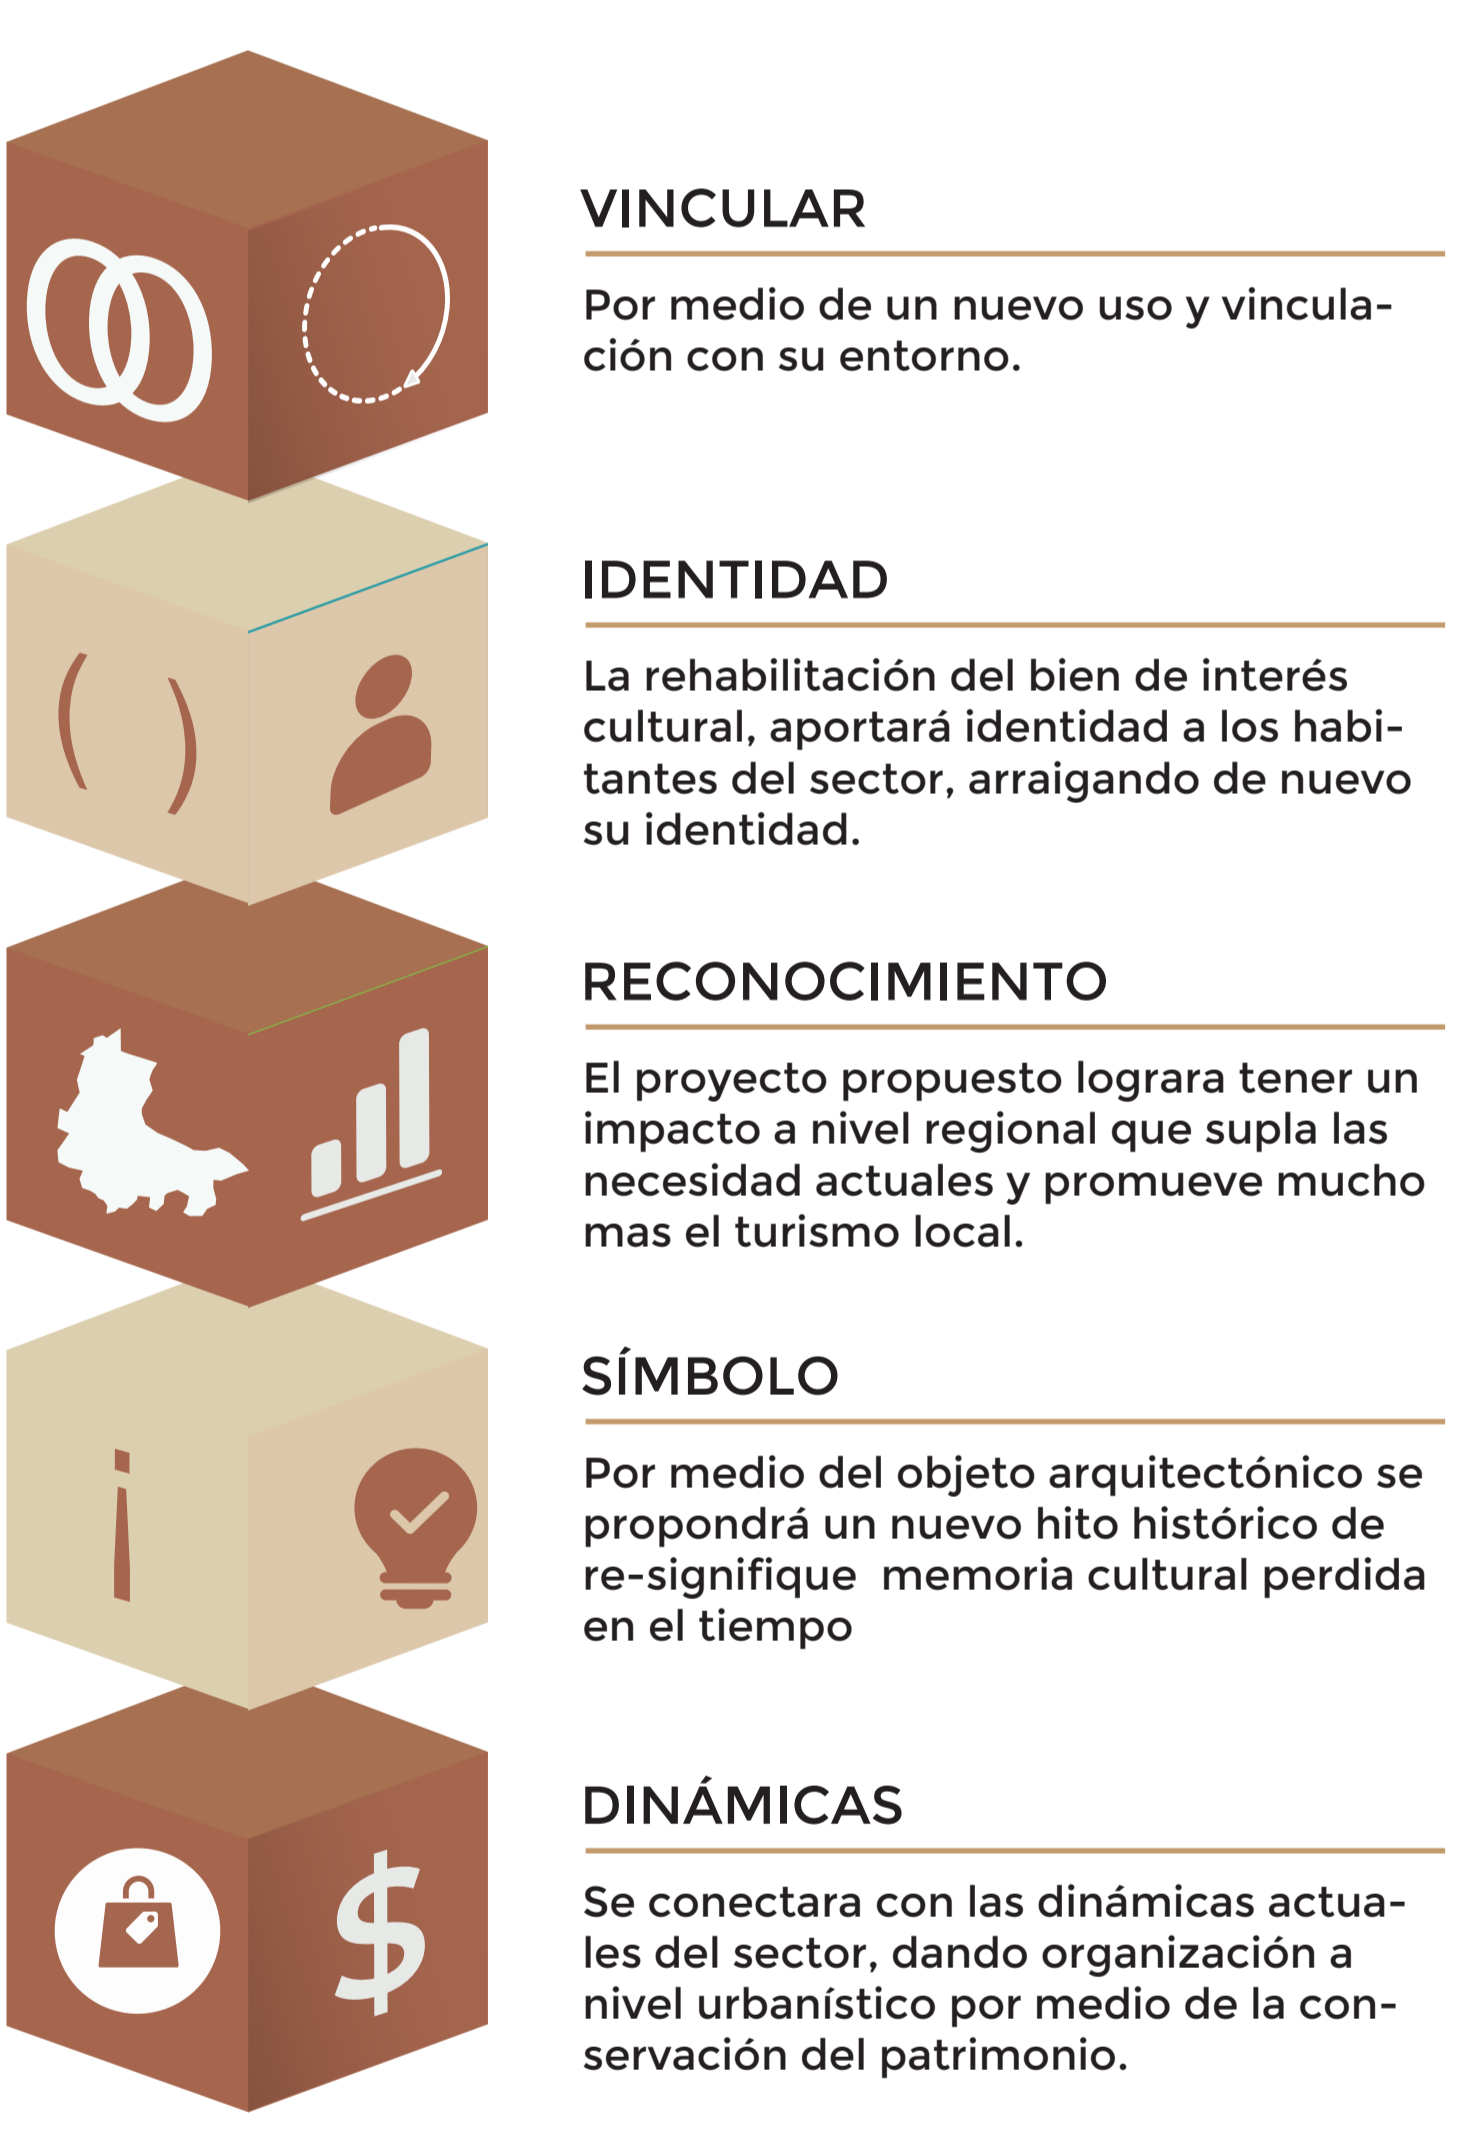 VINCULAR
Por medio de un nuevo uso y vincula-
ción con su entorno.
IDENTIDAD
( )
La rehabilitación del bien de interés
cultural, aportará identidad a los habi-
tantes del sector, arraigando de nuevo
su identidad.
RECONOCIMIENTO
El proyecto propuesto lograra tener un
impacto a nivel regional que supla las
necesidad actuales y promueve mucho
mas el turismo local.
SÍMBOLO
¡
Por medio del objeto arquitectónico se
propondrá un nuevo hito histórico de
re-signifique  memoria cultural perdida
en el tiempo
DINÁMICAS
$
Se conectara con las dinámicas actua-
les del sector, dando organización a
nivel urbanístico por medio de la con-
servación del patrimonio.